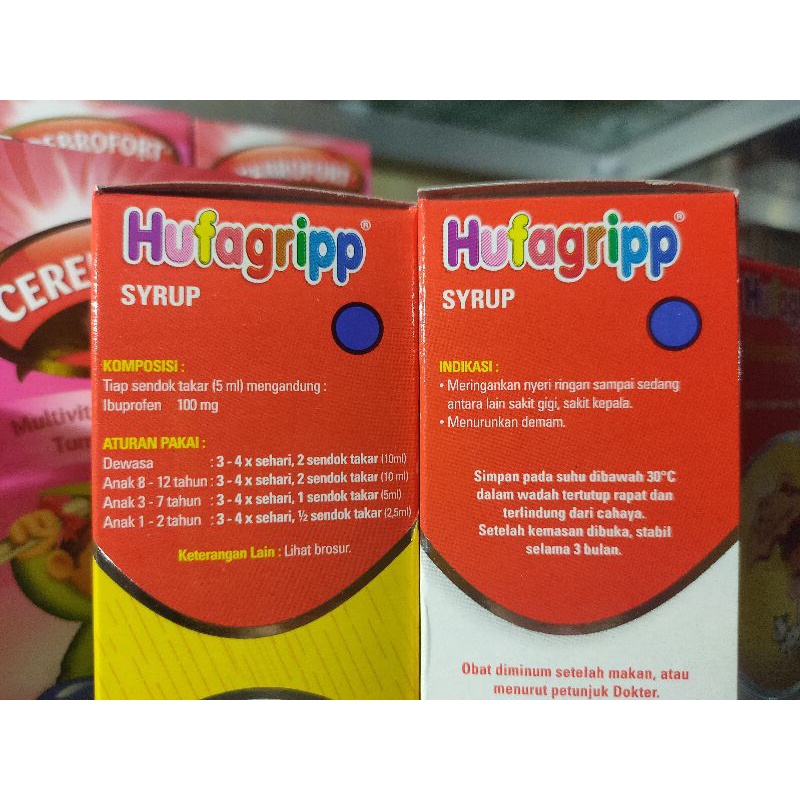 CEREBROFORT
CEREBROFORT
CERE
Multivit
Tum
Hufagripp®
SYRUP
KOMPOSISI :
Tiap sendok takar (5 ml) mengandung :
Ibuprofen 100 mg
ATURAN PAKAI :
Dewasa : 3 - 4 x sehari, 2 sendok takar (10ml)
Anak 8 - 12 tahun : 3 - 4 x sehari, 2 sendok takar (10 ml)
Anak 3 - 7 tahun : 3 - 4 x sehari, 1 sendok takar (5ml)
Anak 1 - 2 tahun : 3 - 4 x sehari, ½ sendok takar (2,5ml)
Keterangan Lain : Lihat brosur.
Hufagripp®
SYRUP
INDIKASI :
• Meringankan nyeri ringan sampai sedang
antara lain sakit gigi, sakit kepala.
• Menurunkan demam.
Simpan pada suhu dibawah 30°C
dalam wadah tertutup rapat dan
terlindung dari cahaya.
Setelah kemasan dibuka, stabil
selama 3 bulan.
Obat diminum setelah makan, atau
menurut petunjuk Dokter.